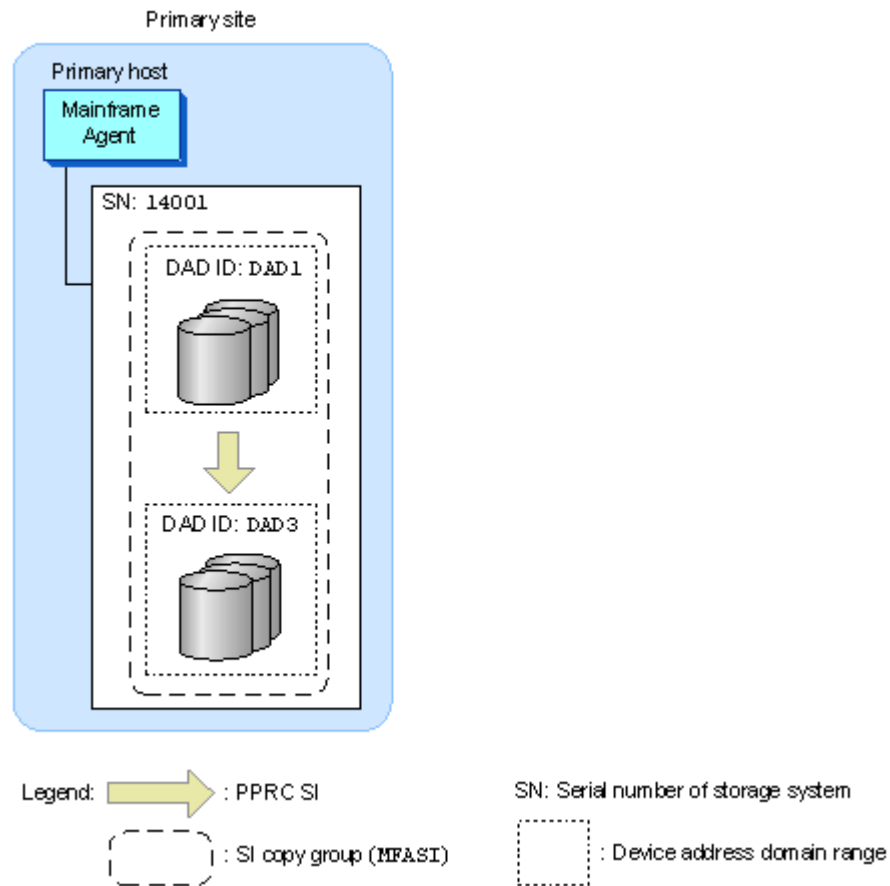 Primary site
Primary host
Mainframe
Agent
SN: 14001
DAD ID: DAD1
DAD ID: DAD3
Legend: : PPRC SI
SN: Serial number of storage system
: SI copy group (MFASI)
: Device address domain range